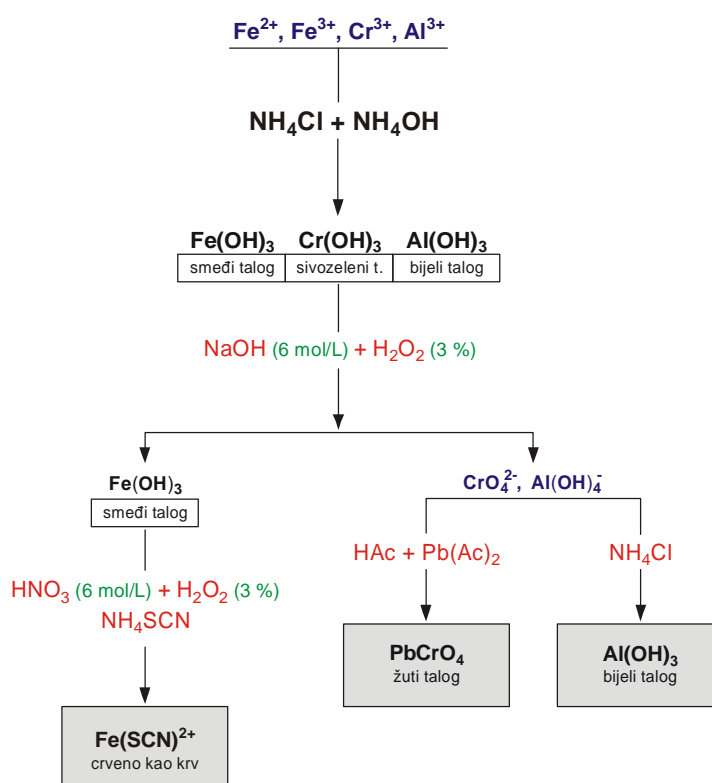 Fe²⁺, Fe³⁺, Cr³⁺, Al³⁺
NH₄Cl + NH₄OH
Fe(OH)₃ Cr(OH)₃ Al(OH)₃
smeđi talog sivozeleni t. bijeli talog
NaOH (6 mol/L) + H₂O₂ (3 %)
Fe(OH)₃
smeđi talog
CrO₄²⁻, Al(OH)₄⁻
HAc + Pb(Ac)₂
NH₄Cl
HNO₃ (6 mol/L) + H₂O₂ (3 %)
NH₄SCN
PbCrO₄
žuti talog
Al(OH)₃
bijeli talog
Fe(SCN)²⁺
crveno kao krv